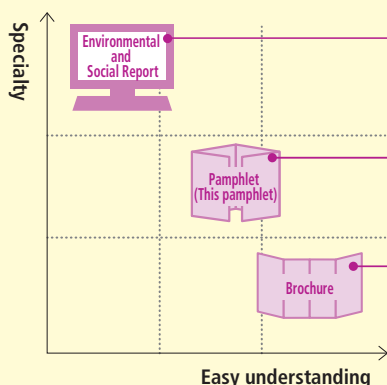 Specialty
Environmental
and
Social Report
Pamphlet
(This pamphlet)
Brochure
Easy understanding